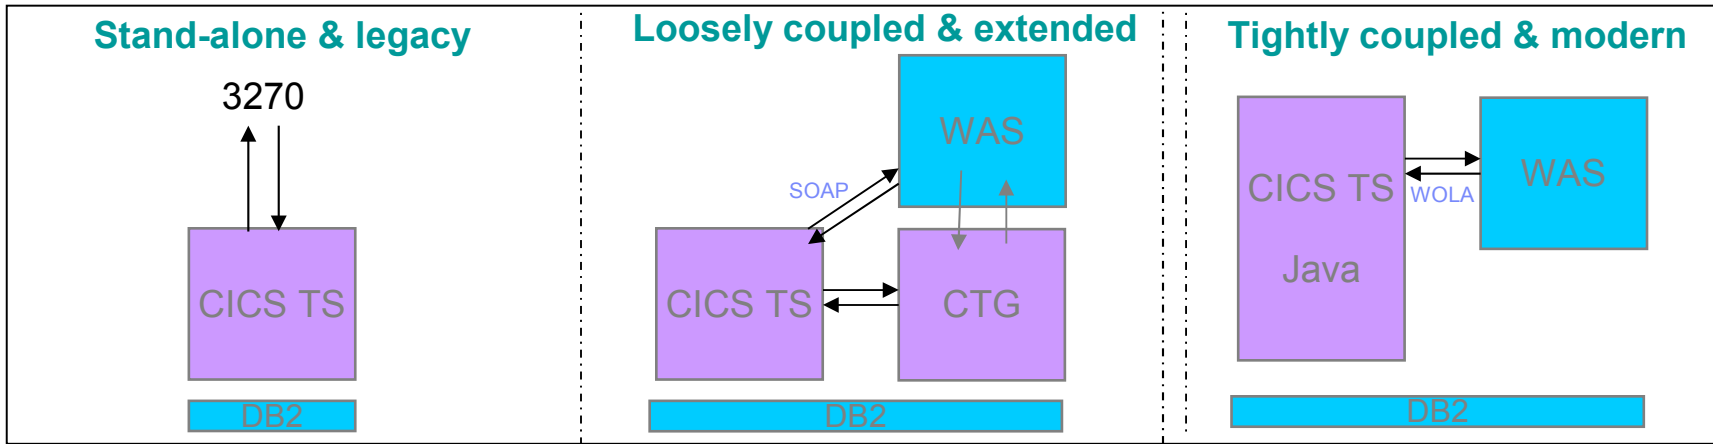 Stand-alone & legacy
3270
CICS TS
DB2
Loosely coupled & extended
WAS
SOAP
CICS TS
CTG
DB2
Tightly coupled & modern
CICS TS
Java
WOLA
WAS
DB2